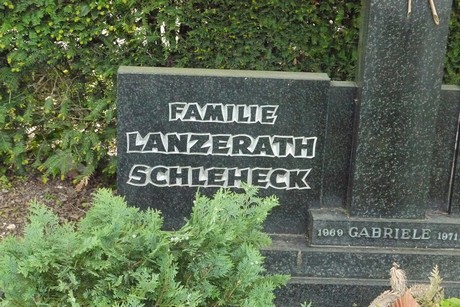 FAMILIE
LANZERATH
SCHLEHECK
1969 GABRIELE 1971